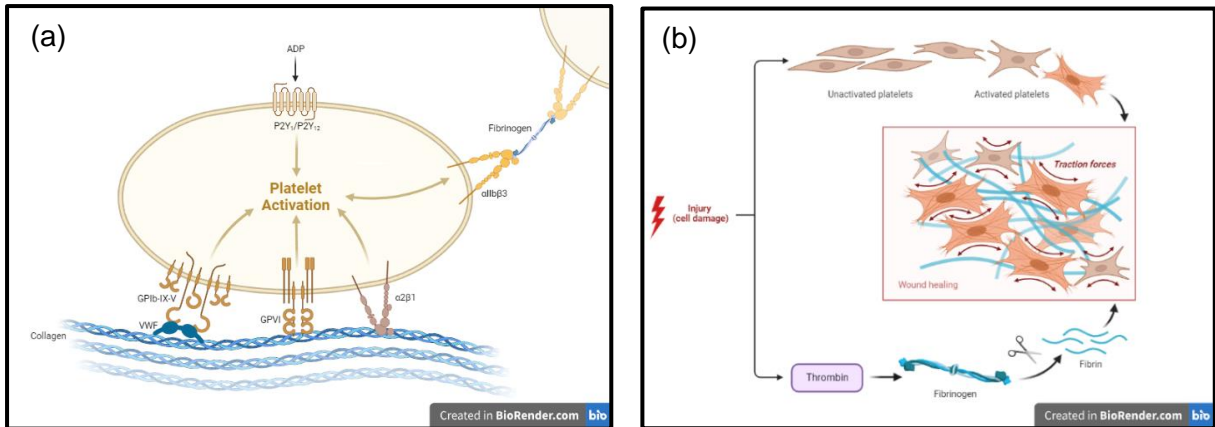 (a)
ADP
P2Y₁/P2Y₁₂
Fibrinogen
αIIbβ3
Platelet
Activation
GPIb-IX-V
VWF
GPVI
α2β1
Collagen
Created in BioRender.com bio
(b)
Unactivated platelets
Activated platelets
Traction forces
Injury
(cell damage)
Wound healing
Thrombin
Fibrinogen
Fibrin
Created in BioRender.com bio